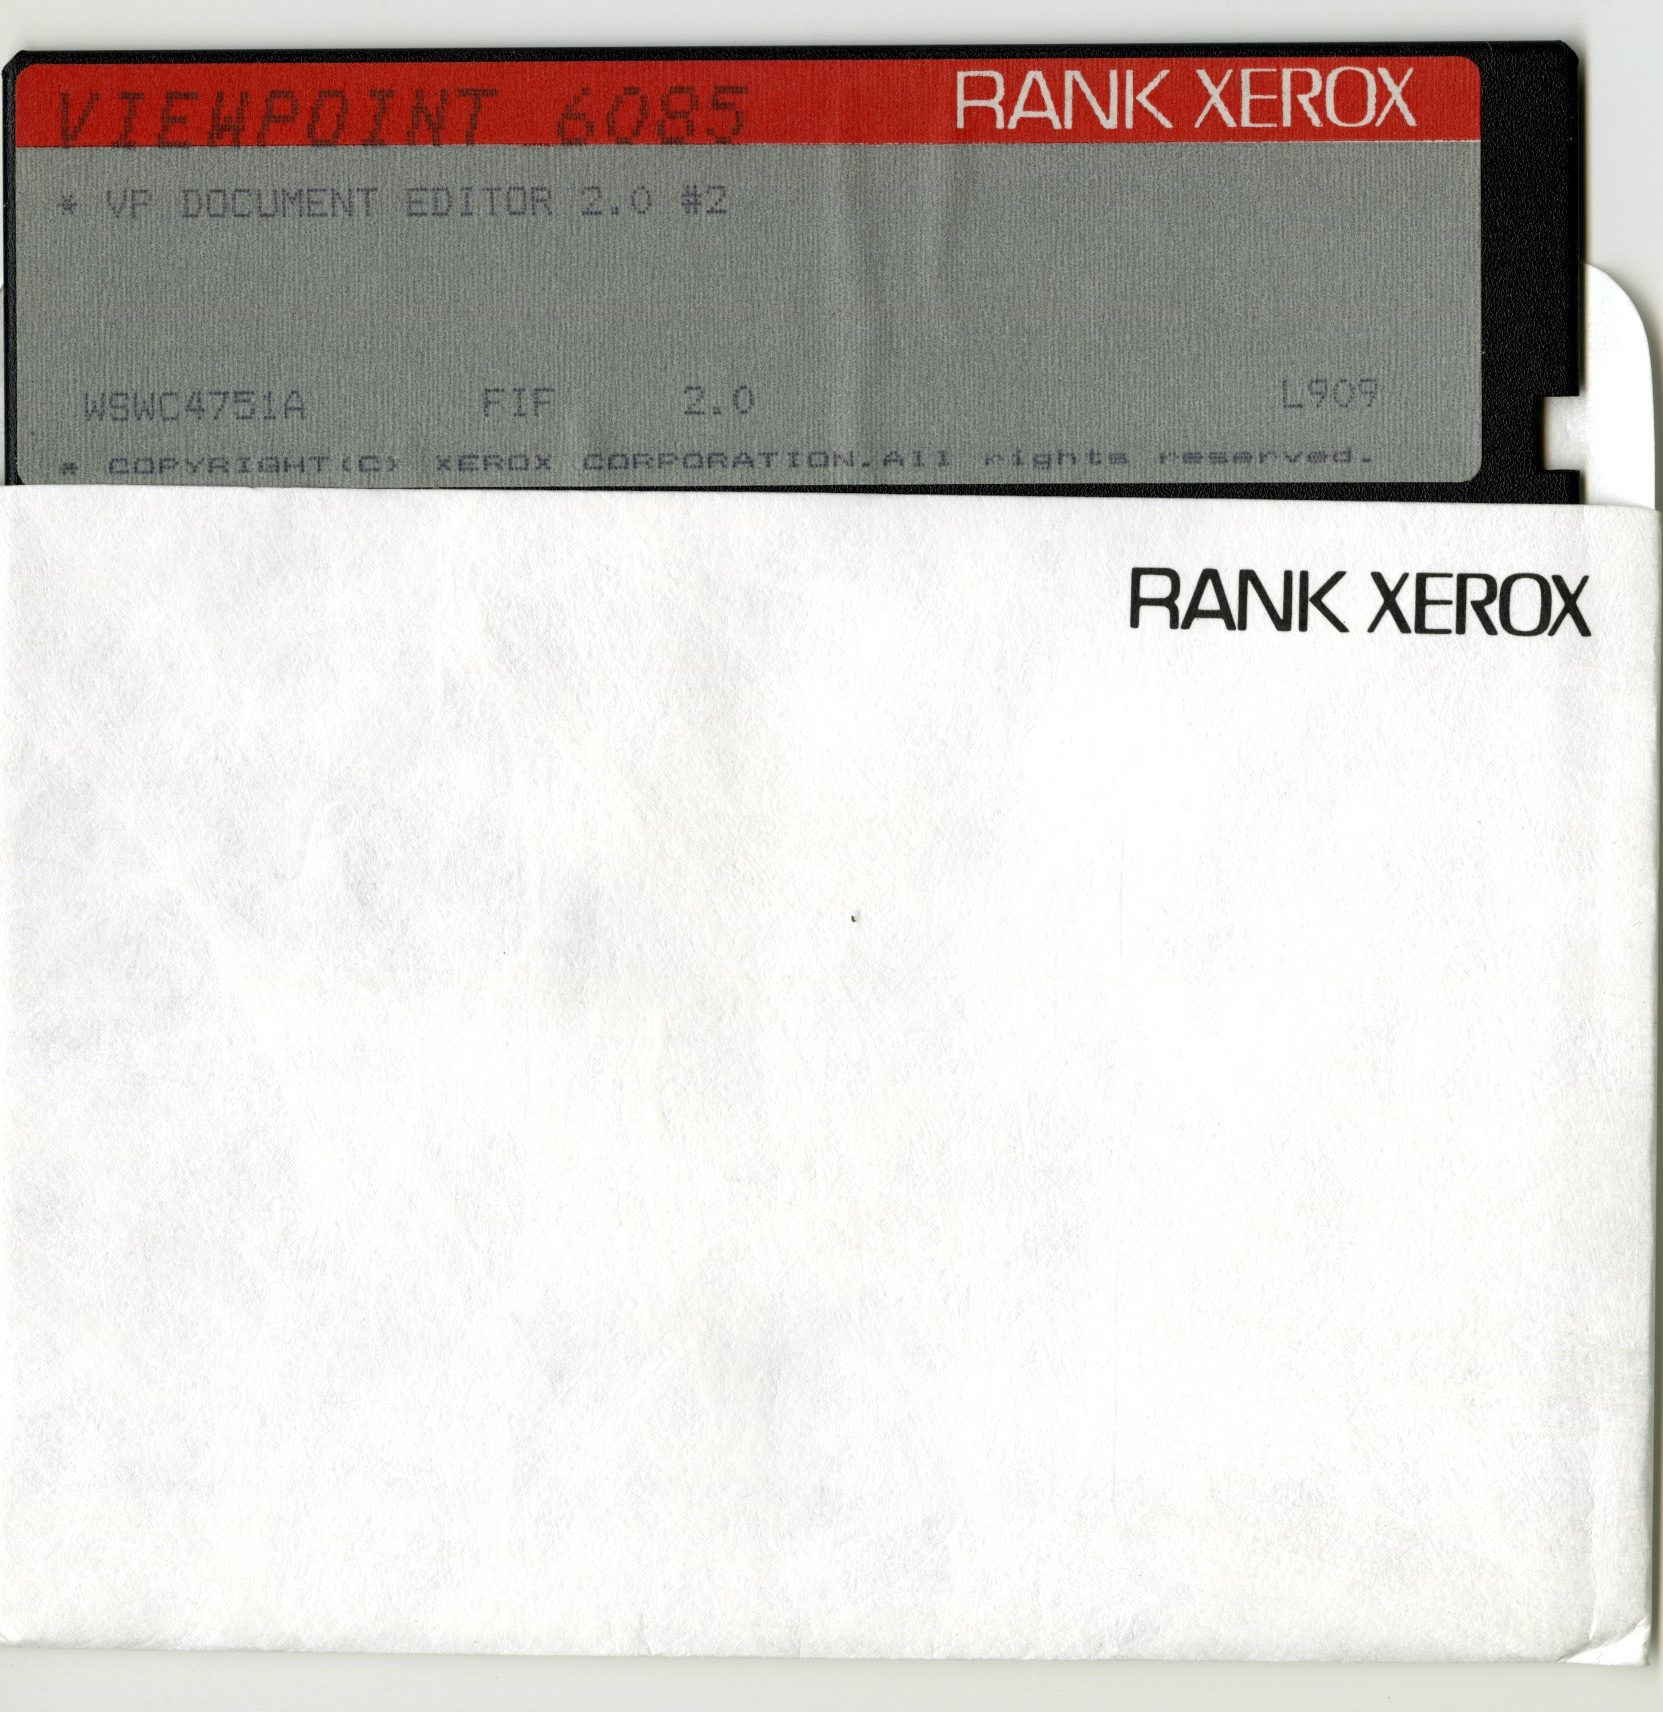 VIEWPOINT 6085 RANK XEROX
* VP DOCUMENT EDITOR 2.0 #2
WSWC4751A FIF 2.0 L909
* COPYRIGHT(C) XEROX CORPORATION.All rights reserved.
RANK XEROX